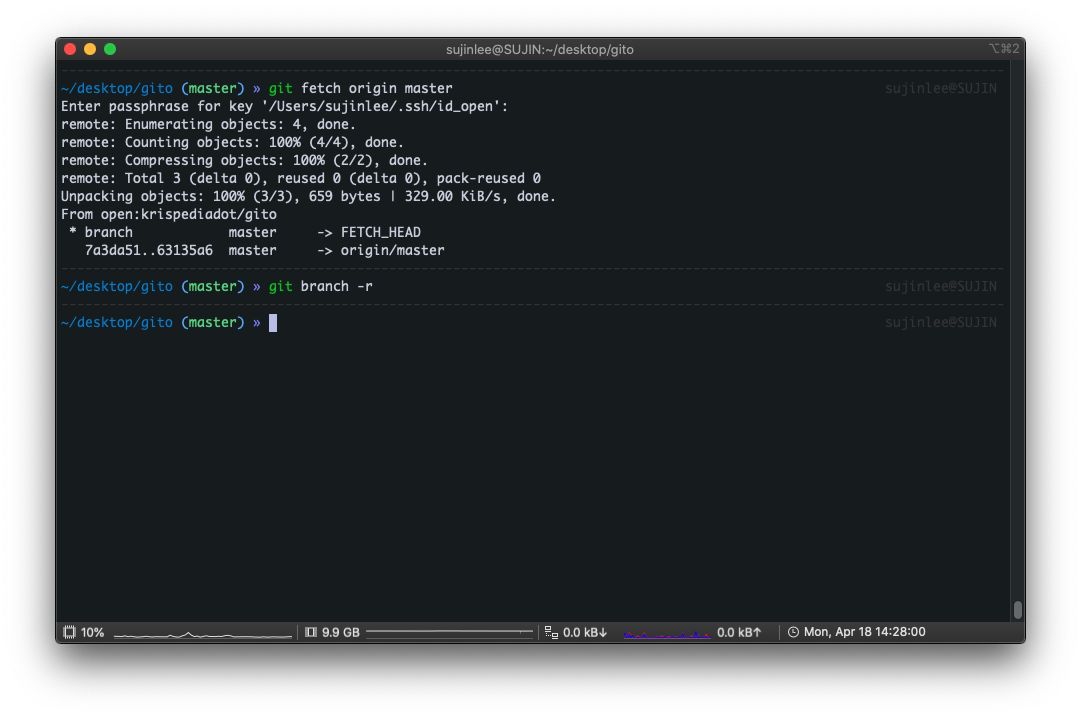 sujinlee@SUJIN:~/desktop/gito ⌥⌘2
~/desktop/gito (master) » git fetch origin master sujinlee@SUJIN
Enter passphrase for key '/Users/sujinlee/.ssh/id_open':
remote: Enumerating objects: 4, done.
remote: Counting objects: 100% (4/4), done.
remote: Compressing objects: 100% (2/2), done.
remote: Total 3 (delta 0), reused 0 (delta 0), pack-reused 0
Unpacking objects: 100% (3/3), 659 bytes | 329.00 KiB/s, done.
From open:krispediadot/gito
 * branch            master     -> FETCH_HEAD
   7a3da51..63135a6  master     -> origin/master
~/desktop/gito (master) » git branch -r sujinlee@SUJIN
~/desktop/gito (master) » sujinlee@SUJIN
10% 9.9 GB 0.0 kB↓ 0.0 kB↑ Mon, Apr 18 14:28:00